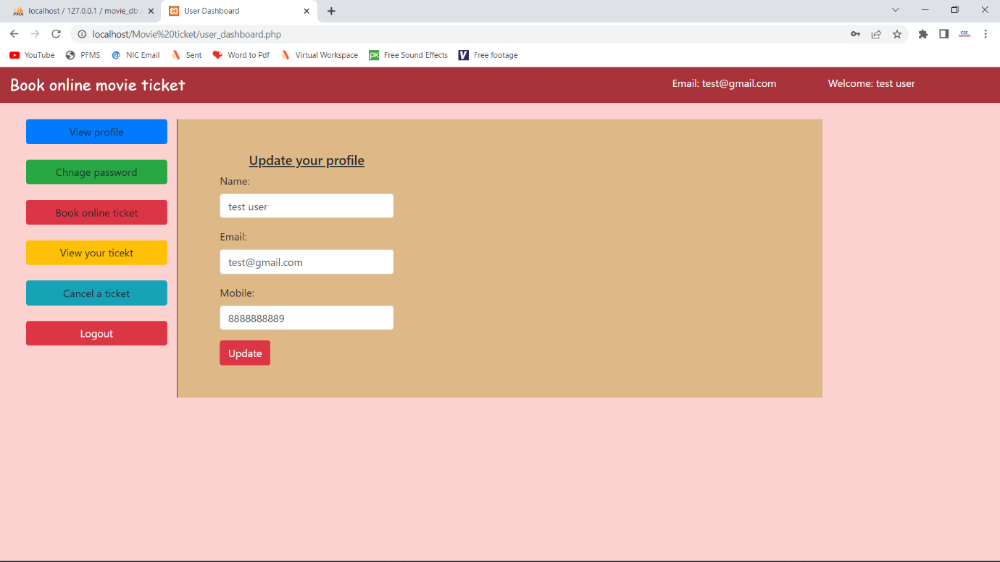 localhost / 127.0.0.1 / movie_db
User Dashboard
localhost/Movie%20ticket/user_dashboard.php
YouTube
PFMS
NIC Email
Sent
Word to Pdf
Virtual Workspace
Free Sound Effects
Free footage
Book online movie ticket
Email: test@gmail.com
Welcome: test user
View profile
Chnage password
Book online ticket
View your ticekt
Cancel a ticket
Logout
Update your profile
Name:
test user
Email:
test@gmail.com
Mobile:
8888888889
Update